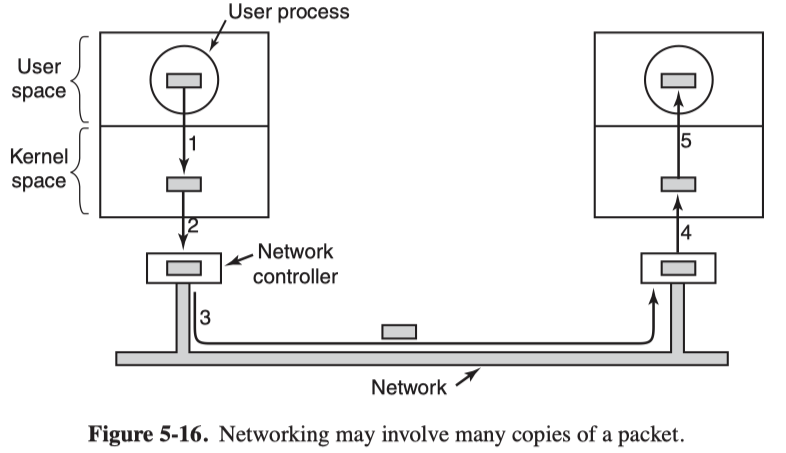 User process
User
space
Kernel
space
1
2
Network
controller
3
4
5
Network
Figure 5-16. Networking may involve many copies of a packet.